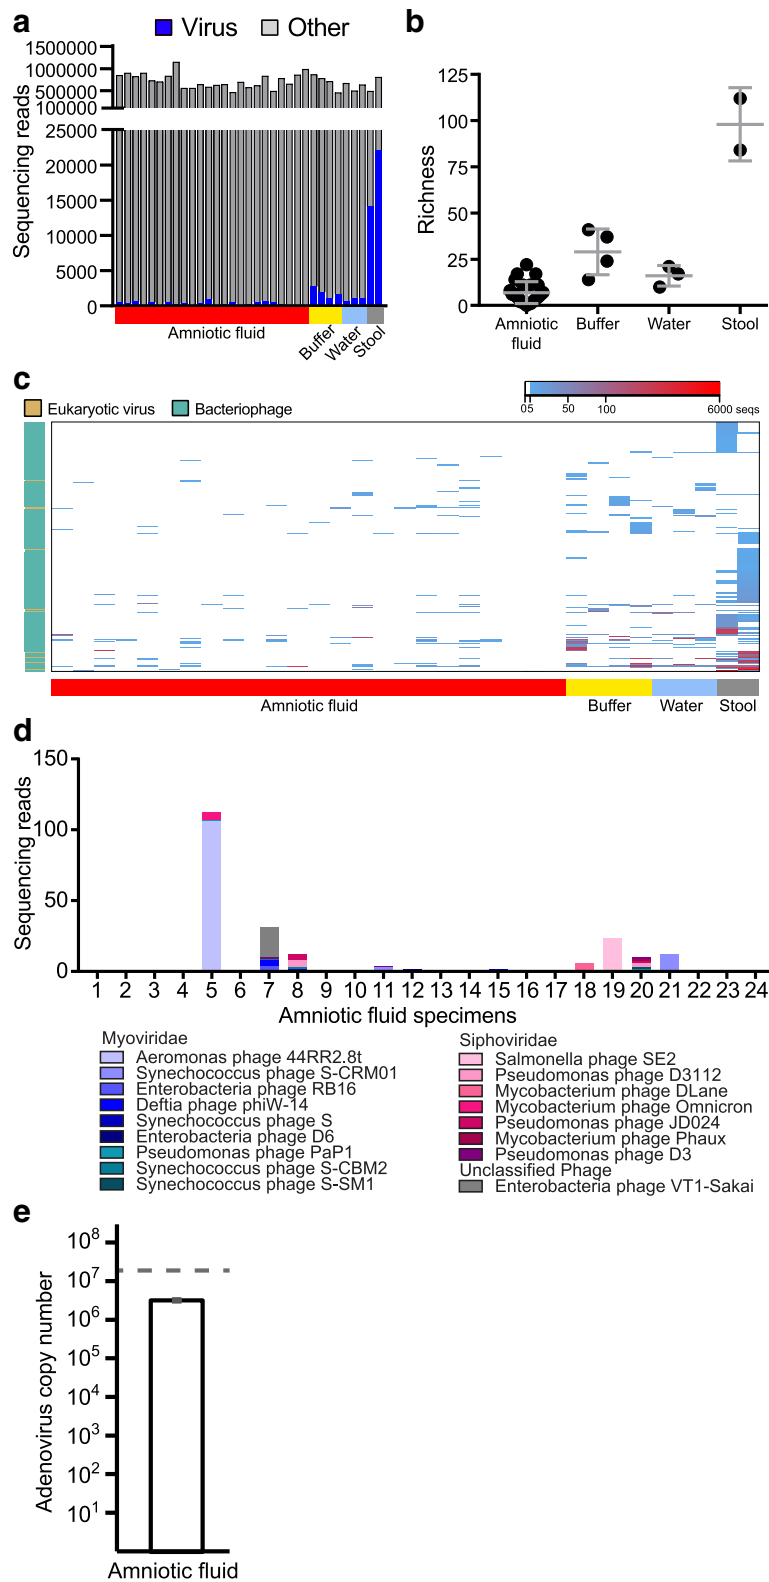 a
Virus Other
1500000
1000000
500000
100000
25000
20000
15000
10000
5000
0
Sequencing reads
Amniotic fluid
Buffer
Water
Stool
b
125
100
75
50
25
0
Richness
Amniotic fluid
Buffer
Water
Stool
c
Eukaryotic virus Bacteriophage
05 50 100 6000 seqs
Amniotic fluid Buffer Water Stool
d
150
100
50
0
Sequencing reads
1 2 3 4 5 6 7 8 9 10 11 12 13 14 15 16 17 18 19 20 21 22 23 24
Amniotic fluid specimens
Myoviridae
Aeromonas phage 44RR2.8t
Synechococcus phage S-CRM01
Enterobacteria phage RB16
Deftia phage phiW-14
Synechococcus phage S
Enterobacteria phage D6
Pseudomonas phage PaP1
Synechococcus phage S-CBM2
Synechococcus phage S-SM1
Siphoviridae
Salmonella phage SE2
Pseudomonas phage D3112
Mycobacterium phage DLane
Mycobacterium phage Omnicron
Pseudomonas phage JD024
Mycobacterium phage Phaux
Pseudomonas phage D3
Unclassified Phage
Enterobacteria phage VT1-Sakai
e
10⁸
10⁷
10⁶
10⁵
10⁴
10³
10²
10¹
Adenovirus copy number
Amniotic fluid